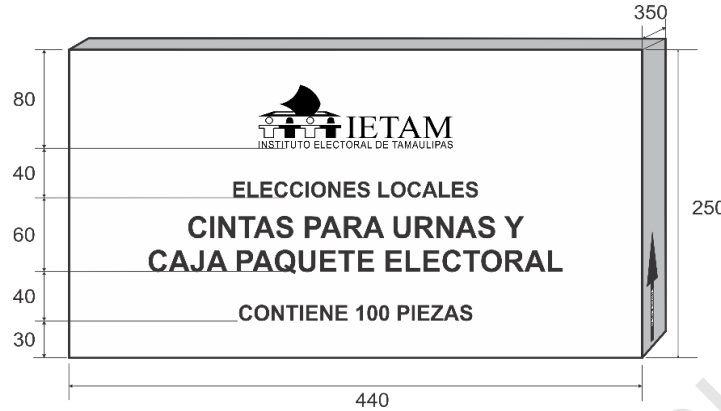 350
80
IETAM
INSTITUTO ELECTORAL DE TAMAULIPAS
40
ELECCIONES LOCALES
250
60
CINTAS PARA URNAS Y
CAJA PAQUETE ELECTORAL
40
CONTIENE 100 PIEZAS
30
440